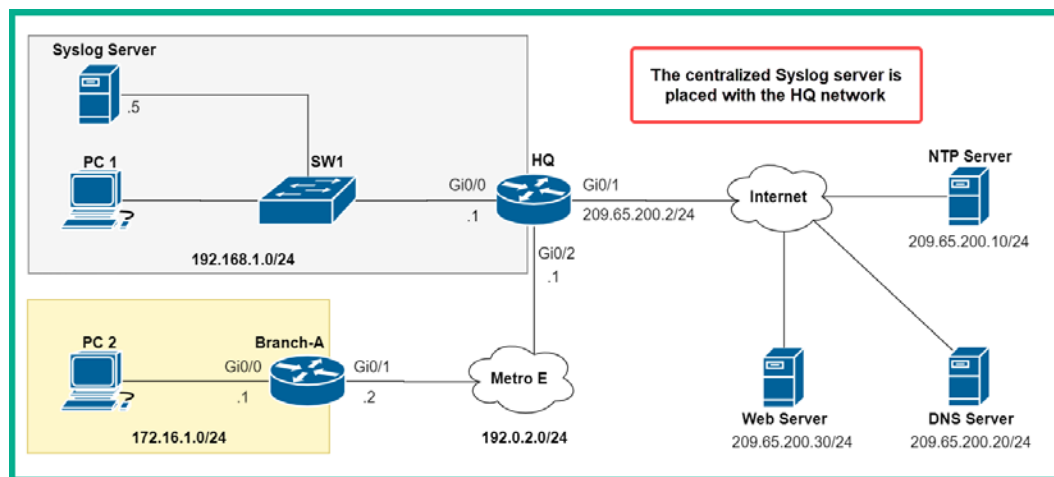 Syslog Server
.5
The centralized Syslog server is
placed with the HQ network
PC 1
SW1
HQ
NTP Server
Gi0/0
Gi0/1
Internet
?
.1
209.65.200.2/24
209.65.200.10/24
192.168.1.0/24
Gi0/2
.1
PC 2
Branch-A
Gi0/0
Gi0/1
Metro E
?
.1
.2
Web Server
DNS Server
172.16.1.0/24
192.0.2.0/24
209.65.200.30/24
209.65.200.20/24